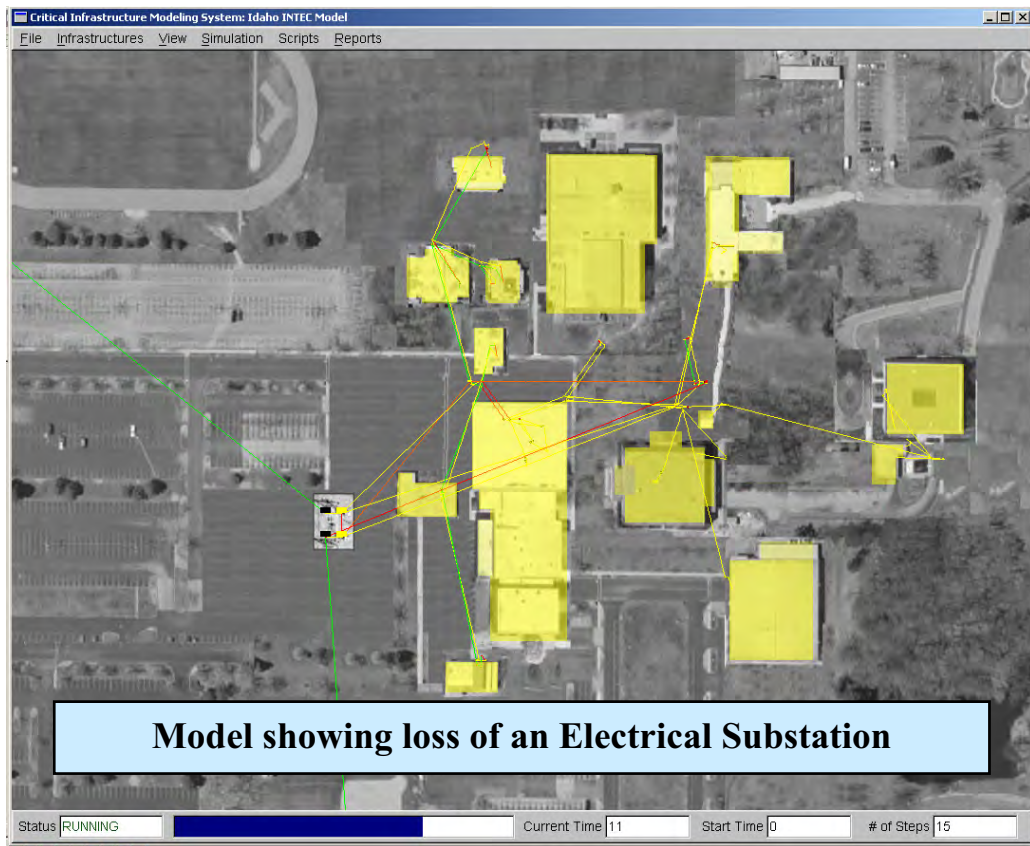 Critical Infrastructure Modeling System: Idaho INTEC Model
File Infrastructures View Simulation Scripts Reports
Model showing loss of an Electrical Substation
Status RUNNING Current Time 11 Start Time 0 # of Steps 15